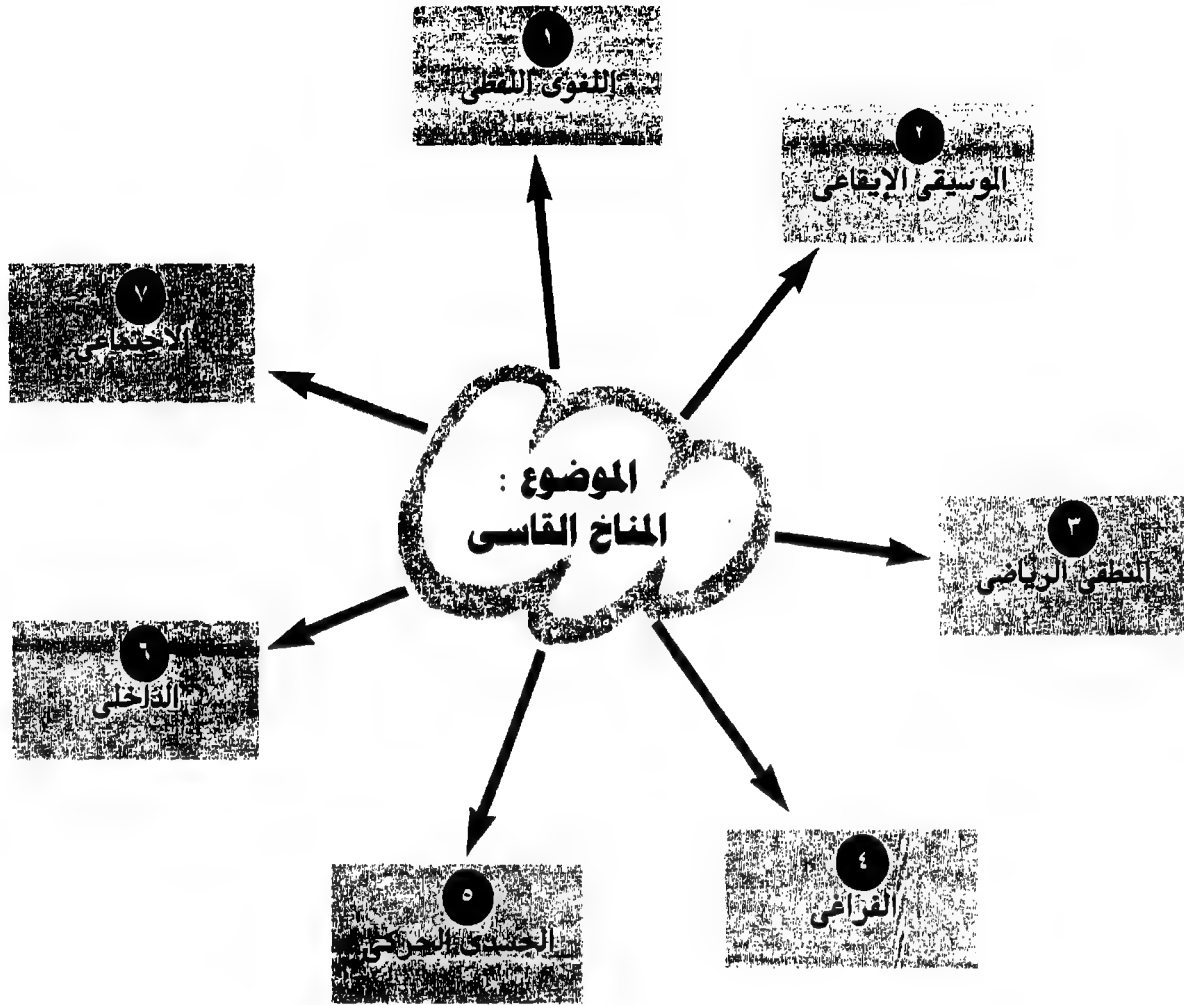 ١
اللغوى اللفظى
٢
الموسيقى الإيقاعى
٣
المنطقى الرياضى
٤
الفراغى
٥
الجسدى الحركى
٦
الداخلى
٧
الاجتماعى
الموضوع :
المناخ القاسى